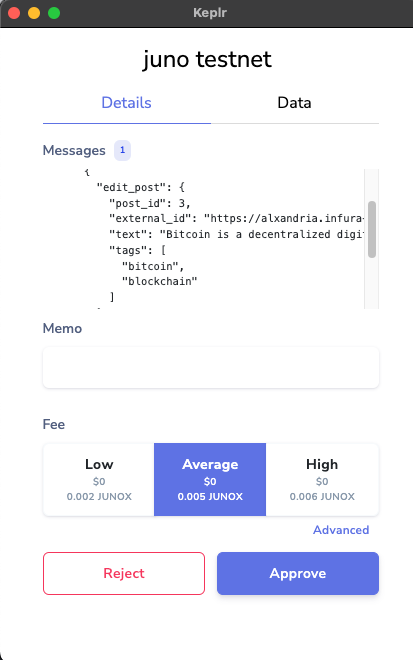 Keplr
juno testnet
Details Data
Messages 1
{
"edit_post": {
"post_id": 3,
"external_id": "https://alxandria.infura-
"text": "Bitcoin is a decentralized digi
"tags": [
"bitcoin",
"blockchain"
]
Memo
Fee
Low Average High
$0 $0 $0
0.002 JUNOX 0.005 JUNOX 0.006 JUNOX
Advanced
Reject Approve